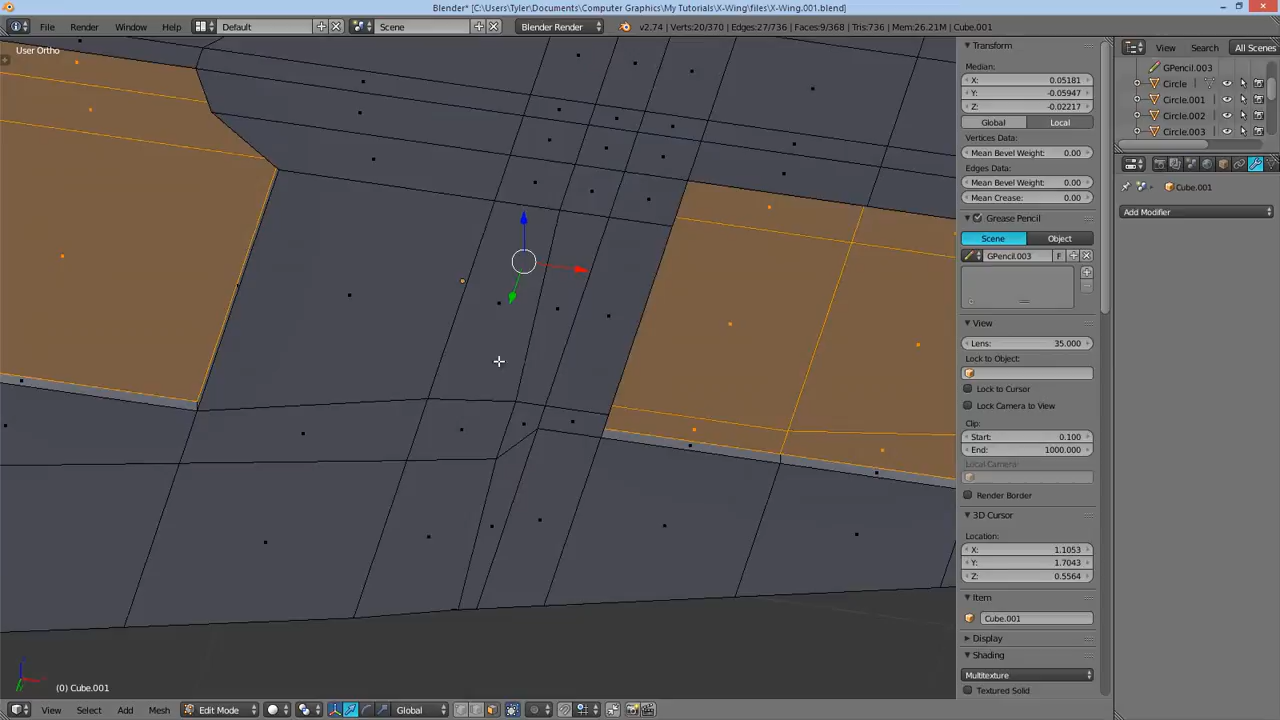 Blender* [C:\Users\Tyler\Documents\Computer Graphics\My Tutorials\X-Wing\files\X-Wing.001.blend]
File Render Window Help Default Scene Blender Render v2.74 | Verts:20/370 | Edges:27/736 | Faces:9/368 | Tris:736 | Mem:26.21M | Cube.001
User Ortho
Transform
Median:
X: 0.05181
Y: -0.05947
Z: -0.02217
Global Local
Vertices Data:
Mean Bevel Weight: 0.00
Edges Data:
Mean Bevel Weight: 0.00
Mean Crease: 0.00
Grease Pencil
Scene Object
GPencil.003 F
View
Lens: 35.000
Lock to Object:
Lock to Cursor
Lock Camera to View
Clip:
Start: 0.100
End: 1000.000
Local Camera:
Render Border
3D Cursor
Location:
X: 1.1053
Y: 1.7043
Z: 0.5564
Item
Cube.001
Display
Shading
Multitexture
Textured Solid
View Search All Scenes
GPencil.003
Circle
Circle.001
Circle.002
Circle.003
Cube.001
Add Modifier
(0) Cube.001
View Select Add Mesh Edit Mode Global